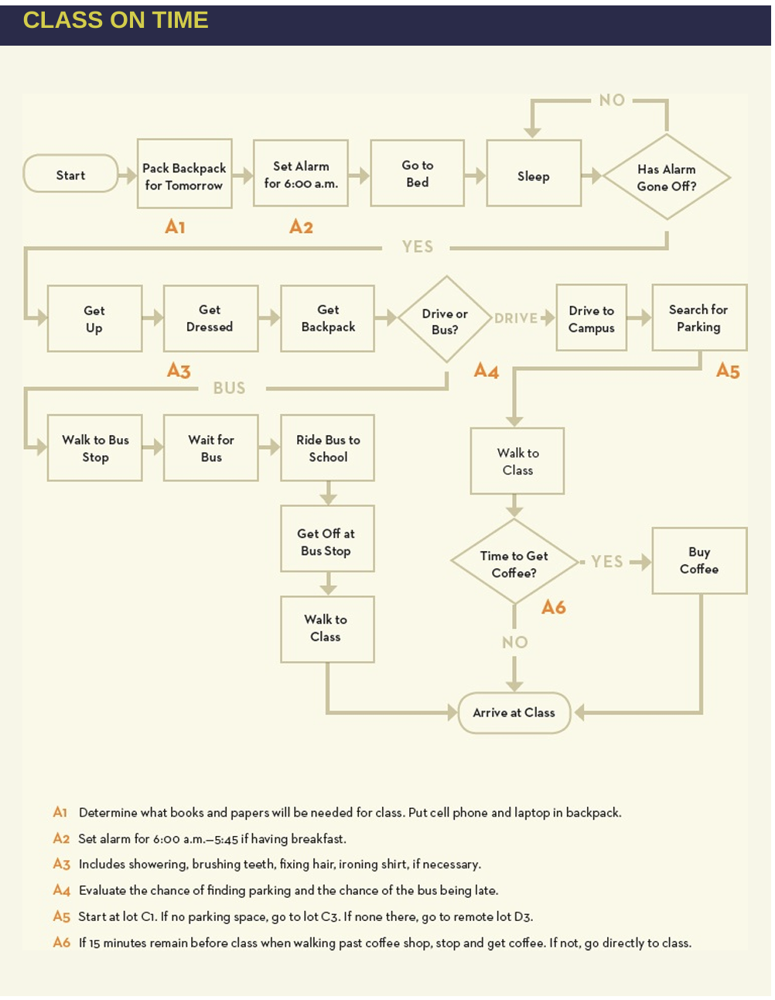 CLASS ON TIME
NO
Start
Pack Backpack
for Tomorrow
Set Alarm
for 6:00 a.m.
Go to
Bed
Sleep
Has Alarm
Gone Off?
A1
A2
YES
Get
Up
Get
Dressed
Get
Backpack
Drive or
Bus?
DRIVE
Drive to
Campus
Search for
Parking
A3
A4
A5
BUS
Walk to Bus
Stop
Wait for
Bus
Ride Bus to
School
Walk to
Class
Get Off at
Bus Stop
Time to Get
Coffee?
YES
Buy
Coffee
A6
Walk to
Class
NO
Arrive at Class
A1 Determine what books and papers will be needed for class. Put cell phone and laptop in backpack.
A2 Set alarm for 6:00 a.m.—5:45 if having breakfast.
A3 Includes showering, brushing teeth, fixing hair, ironing shirt, if necessary.
A4 Evaluate the chance of finding parking and the chance of the bus being late.
A5 Start at lot C1. If no parking space, go to lot C3. If none there, go to remote lot D3.
A6 If 15 minutes remain before class when walking past coffee shop, stop and get coffee. If not, go directly to class.